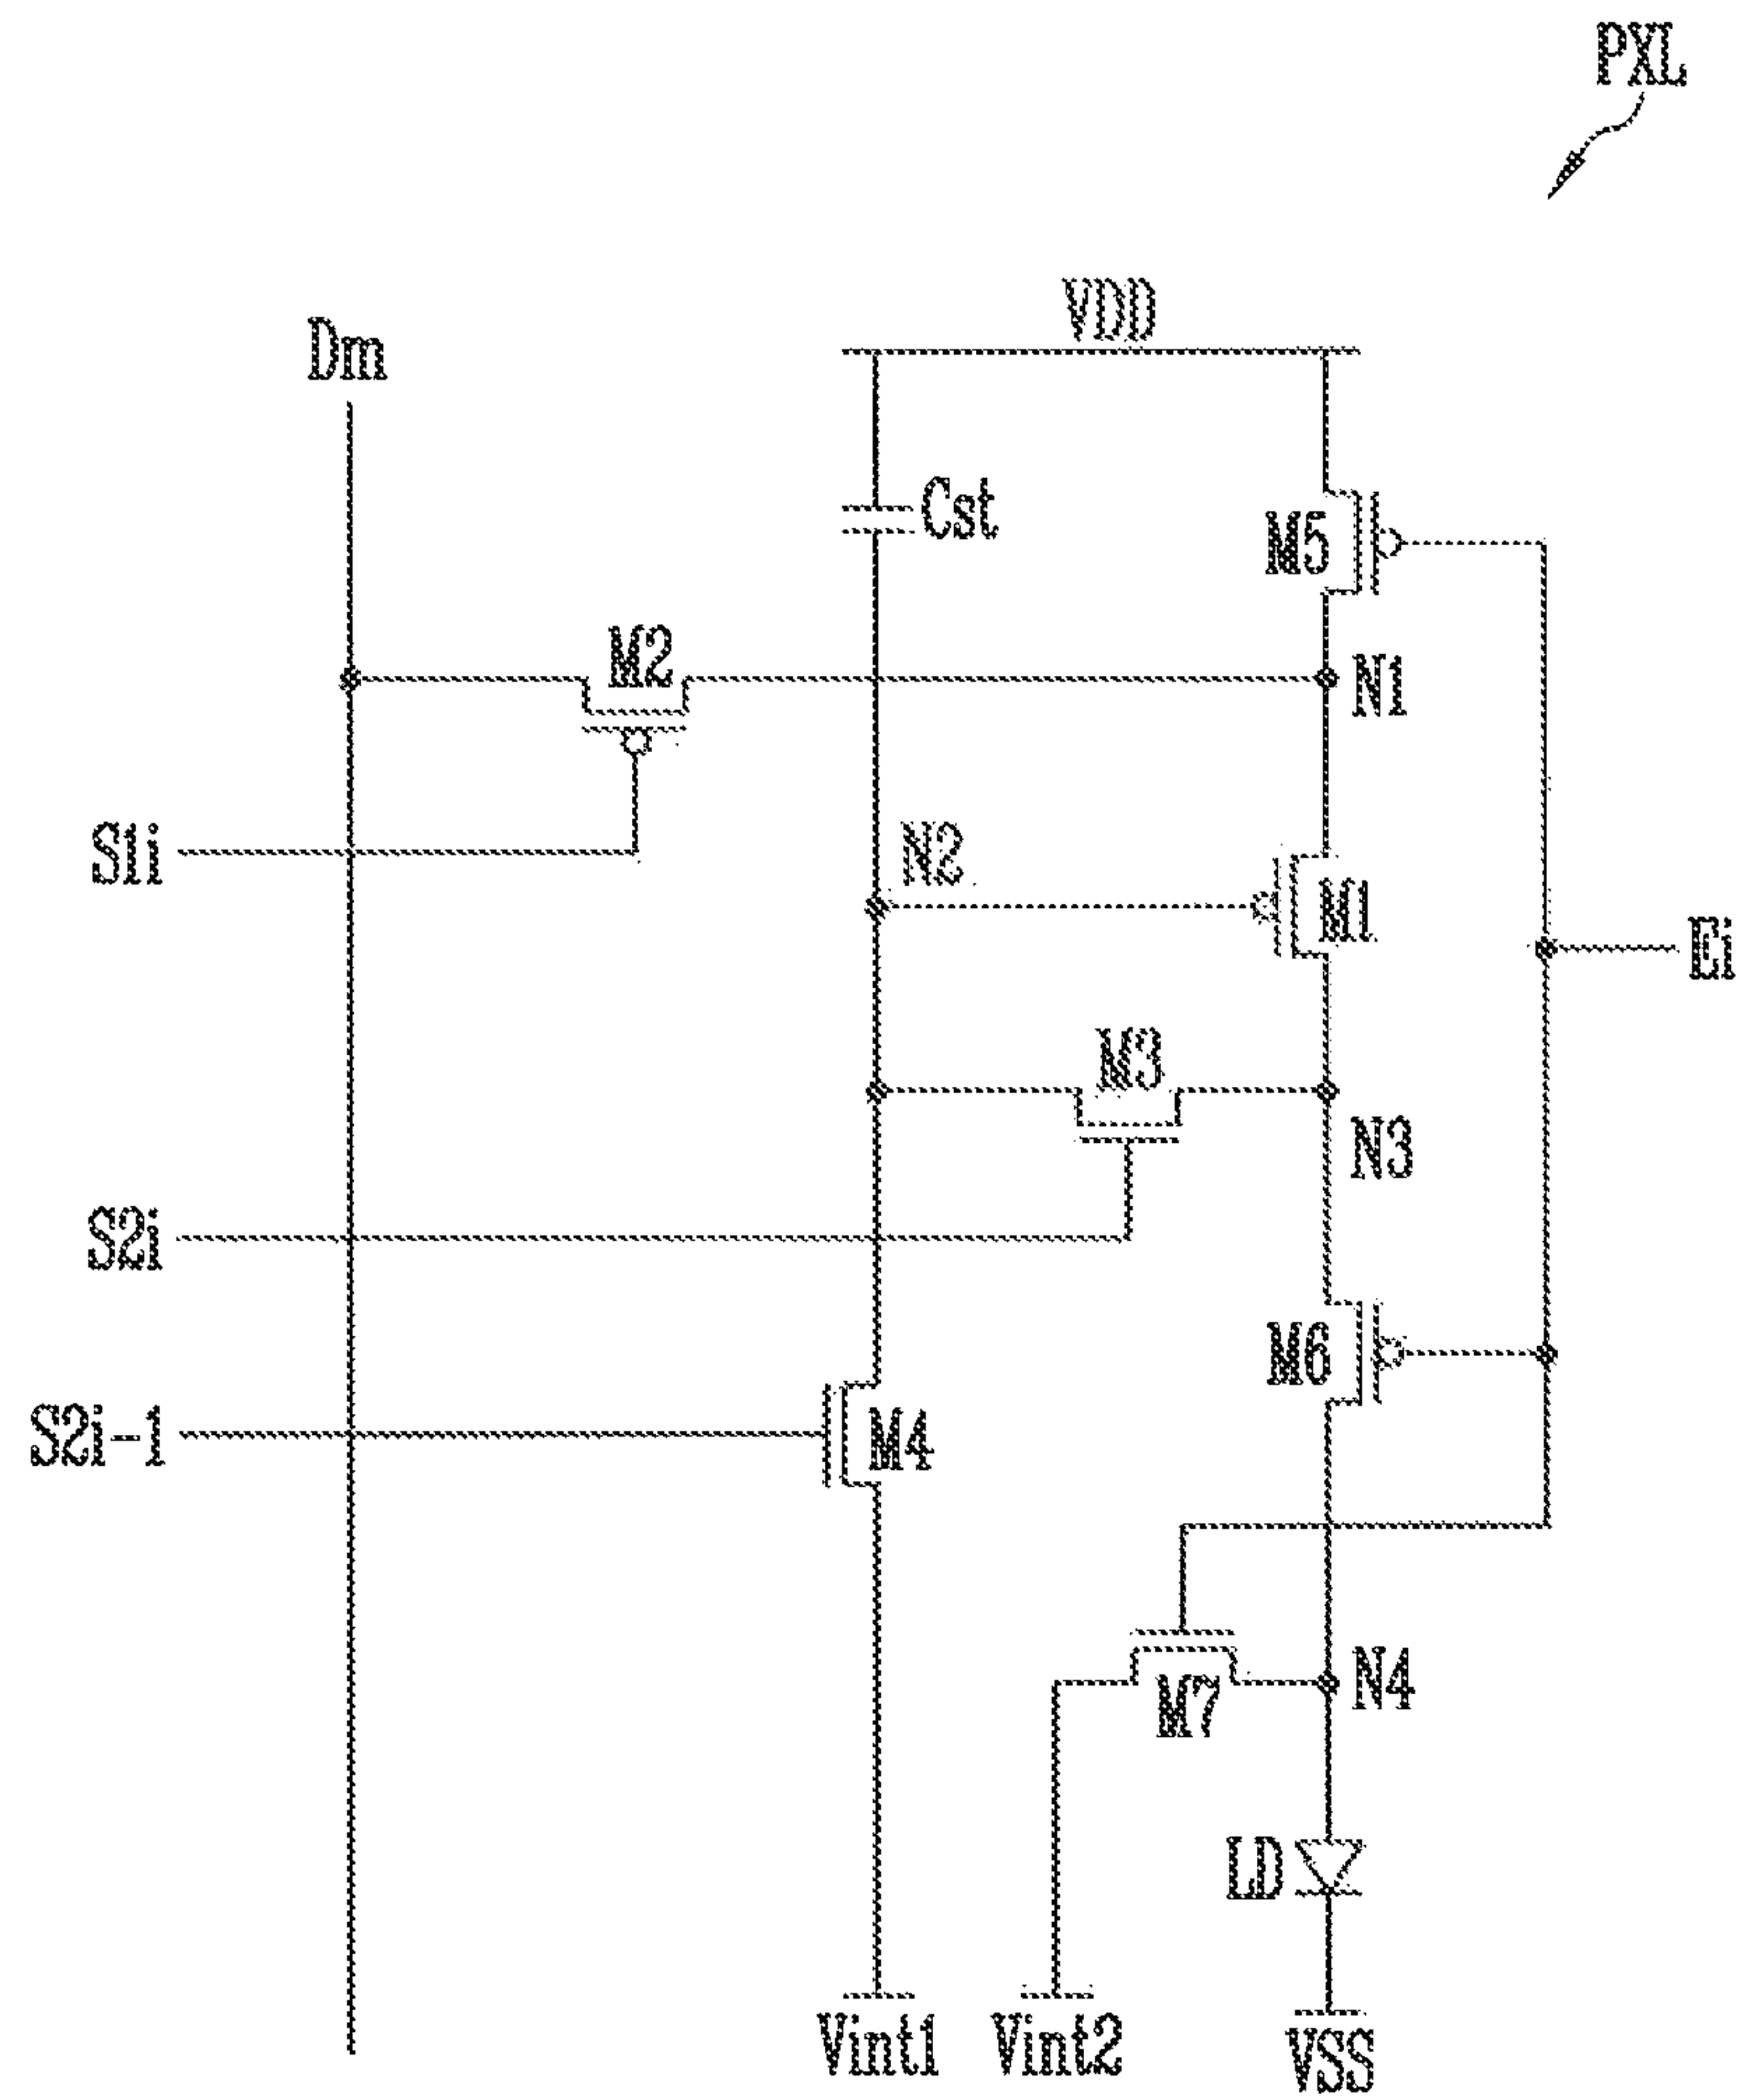 PXL
VDD
Dm
Cst
M5
M2
N1
S1i
N2
M1
Ei
M3
N3
S2i
M6
S2i-1
M4
M7
N4
LD
Vint1
Vint2
VSS